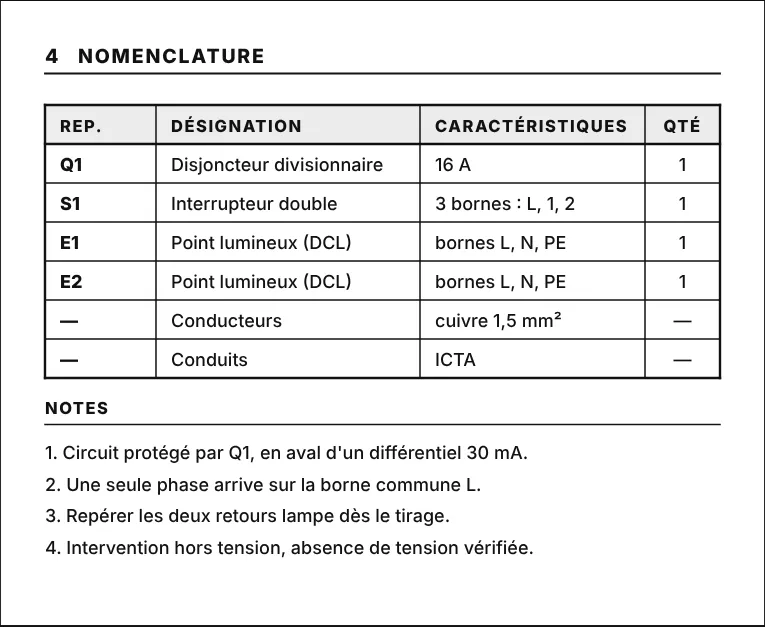 4 NOMENCLATURE
REP. DÉSIGNATION CARACTÉRISTIQUES QTÉ
Q1 Disjoncteur divisionnaire 16 A 1
S1 Interrupteur double 3 bornes : L, 1, 2 1
E1 Point lumineux (DCL) bornes L, N, PE 1
E2 Point lumineux (DCL) bornes L, N, PE 1
— Conducteurs cuivre 1,5 mm² —
— Conduits ICTA —
NOTES
1. Circuit protégé par Q1, en aval d'un différentiel 30 mA.
2. Une seule phase arrive sur la borne commune L.
3. Repérer les deux retours lampe dès le tirage.
4. Intervention hors tension, absence de tension vérifiée.